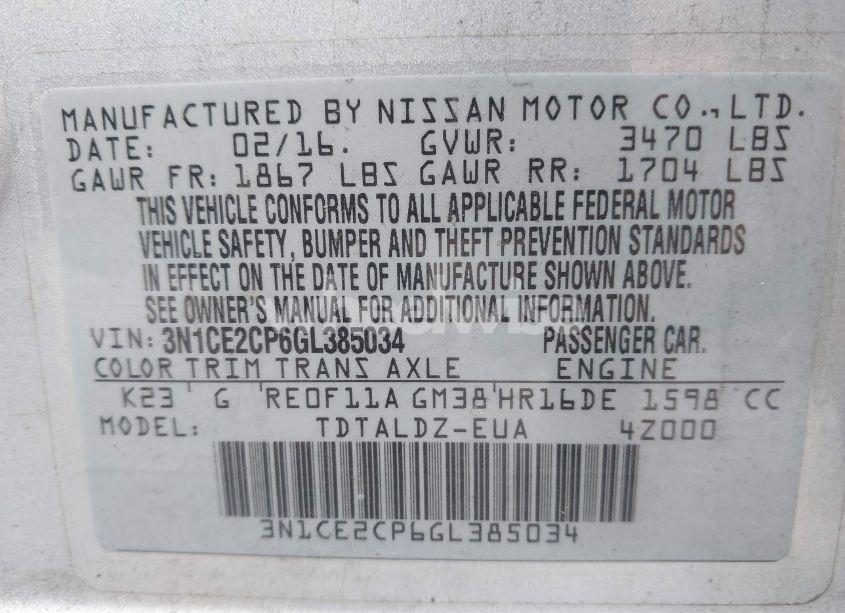 MANUFACTURED BY NISSAN MOTOR CO., LTD.
DATE: 02/16. GVWR: 3470 LBS
GAWR FR: 1867 LBS GAWR RR: 1704 LBS
THIS VEHICLE CONFORMS TO ALL APPLICABLE FEDERAL MOTOR
VEHICLE SAFETY, BUMPER AND THEFT PREVENTION STANDARDS
IN EFFECT ON THE DATE OF MANUFACTURE SHOWN ABOVE.
SEE OWNER'S MANUAL FOR ADDITIONAL INFORMATION.
VIN: 3N1CE2CP6GL385034 PASSENGER CAR.
COLOR TRIM TRANS AXLE ENGINE
K23 G RE0F11A GM38 HR16DE 1598 CC
MODEL: TDTALDZ-EUA 4Z000
3N1CE2CP6GL385034